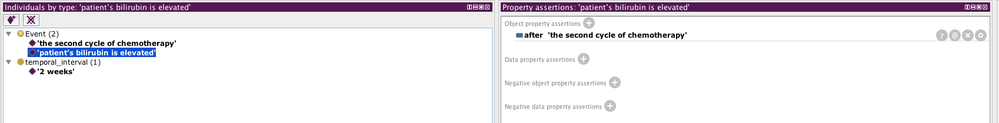 Individuals by type: 'patient’s bilirubin is elevated'
Event (2)
'the second cycle of chemotherapy'
'patient’s bilirubin is elevated'
temporal_interval (1)
'2 weeks'
Property assertions: 'patient’s bilirubin is elevated'
Object property assertions
after 'the second cycle of chemotherapy'
Data property assertions
Negative object property assertions
Negative data property assertions